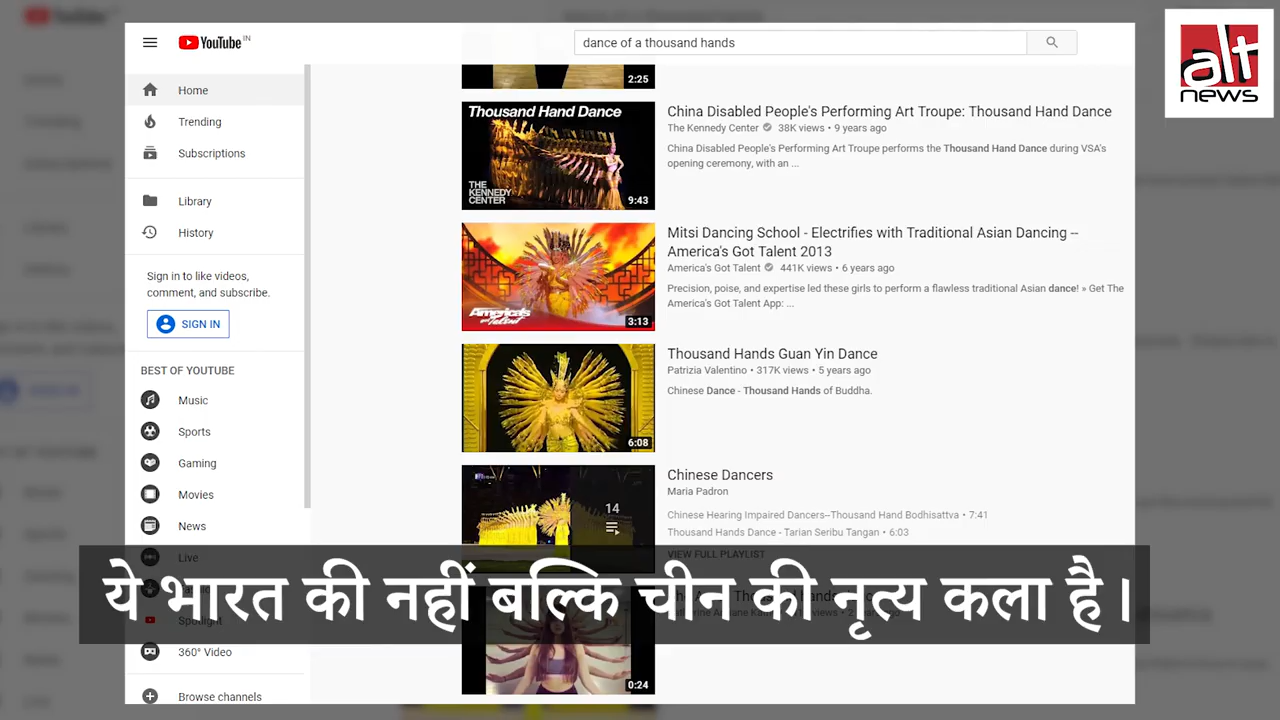 YouTube IN
dance of a thousand hands
alt
news
Home
Trending
Subscriptions
Library
History
Sign in to like videos,
comment, and subscribe.
SIGN IN
BEST OF YOUTUBE
Music
Sports
Gaming
Movies
News
Live
Spotlight
360° Video
Browse channels
2:25
Thousand Hand Dance
THE
KENNEDY
CENTER
9:43
China Disabled People's Performing Art Troupe: Thousand Hand Dance
The Kennedy Center 38K views • 9 years ago
China Disabled People's Performing Art Troupe performs the Thousand Hand Dance during VSA's
opening ceremony, with an ...
America's
got Talent
3:13
Mitsi Dancing School - Electrifies with Traditional Asian Dancing --
America's Got Talent 2013
America's Got Talent 441K views • 6 years ago
Precision, poise, and expertise led these girls to perform a flawless traditional Asian dance! » Get The
America's Got Talent App: ...
6:08
Thousand Hands Guan Yin Dance
Patrizia Valentino • 317K views • 5 years ago
Chinese Dance - Thousand Hands of Buddha.
14
Chinese Dancers
Maria Padron
Chinese Hearing Impaired Dancers--Thousand Hand Bodhisattva • 7:41
Thousand Hands Dance - Tarian Seribu Tangan • 6:03
VIEW FULL PLAYLIST
ये भारत की नहीं बल्कि चीन की नृत्य कला है।
0:24